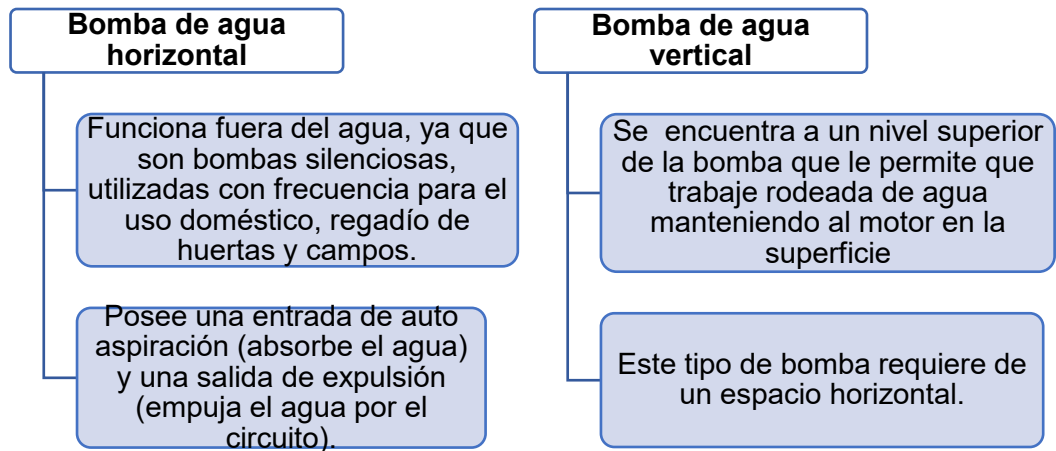 Bomba de agua
horizontal
Funciona fuera del agua, ya que
son bombas silenciosas,
utilizadas con frecuencia para el
uso doméstico, regadío de
huertas y campos.
Posee una entrada de auto
aspiración (absorbe el agua)
y una salida de expulsión
(empuja el agua por el
circuito).
Bomba de agua
vertical
Se encuentra a un nivel superior
de la bomba que le permite que
trabaje rodeada de agua
manteniendo al motor en la
superficie
Este tipo de bomba requiere de
un espacio horizontal.